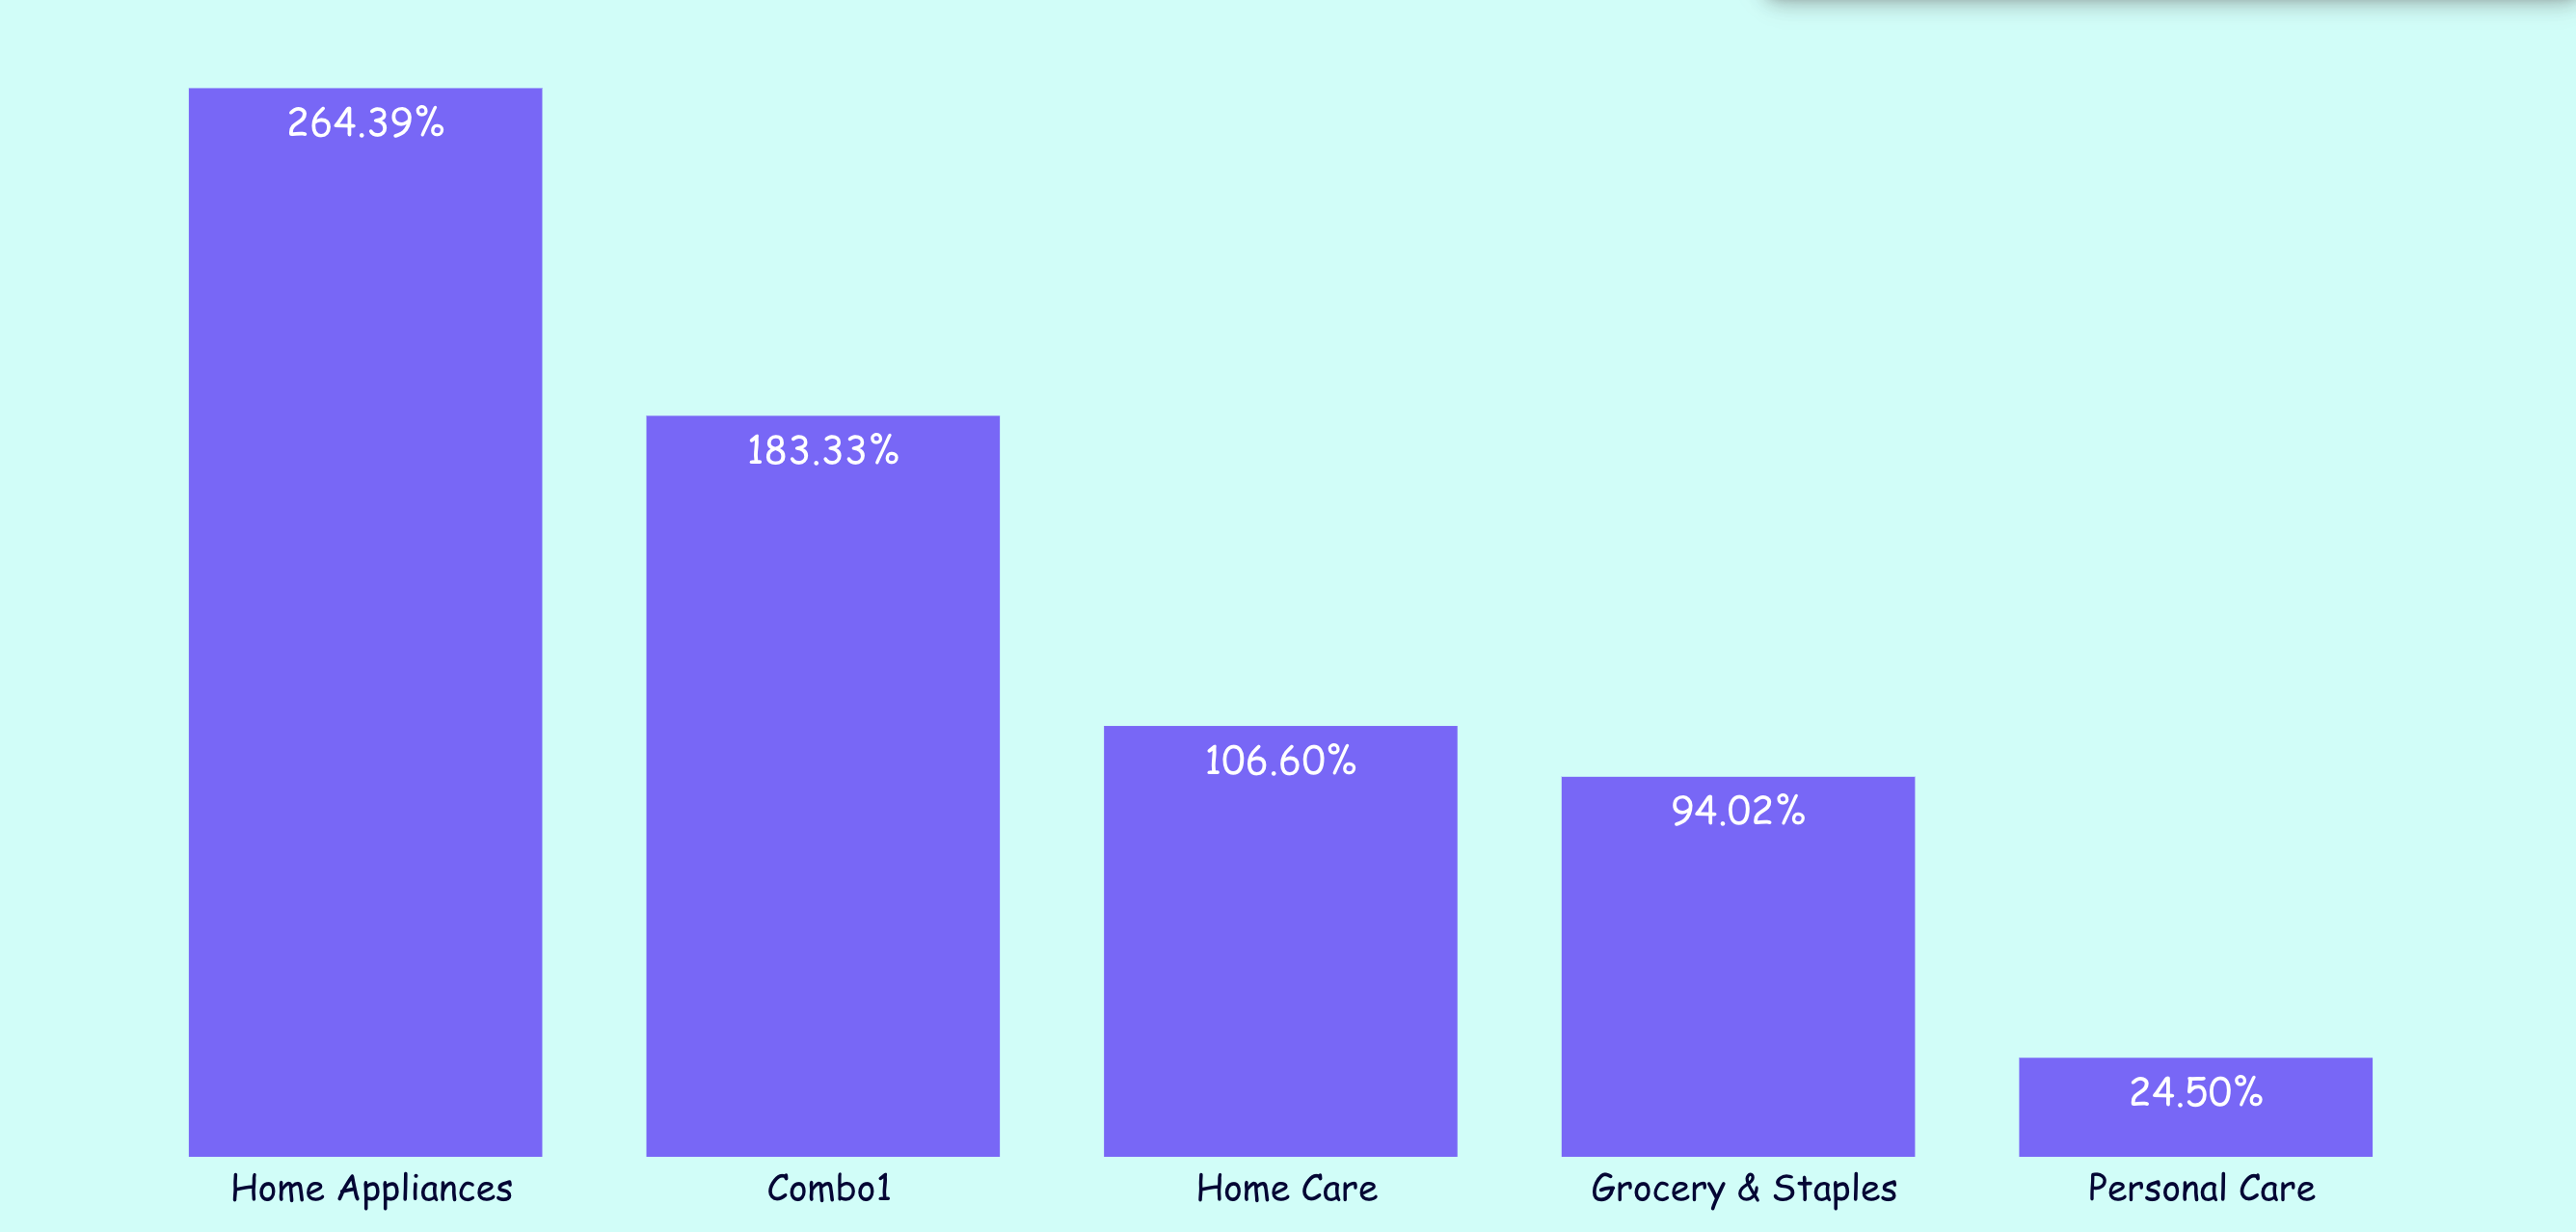 264.39%
183.33%
106.60%
94.02%
24.50%
Home Appliances
Combo1
Home Care
Grocery & Staples
Personal Care